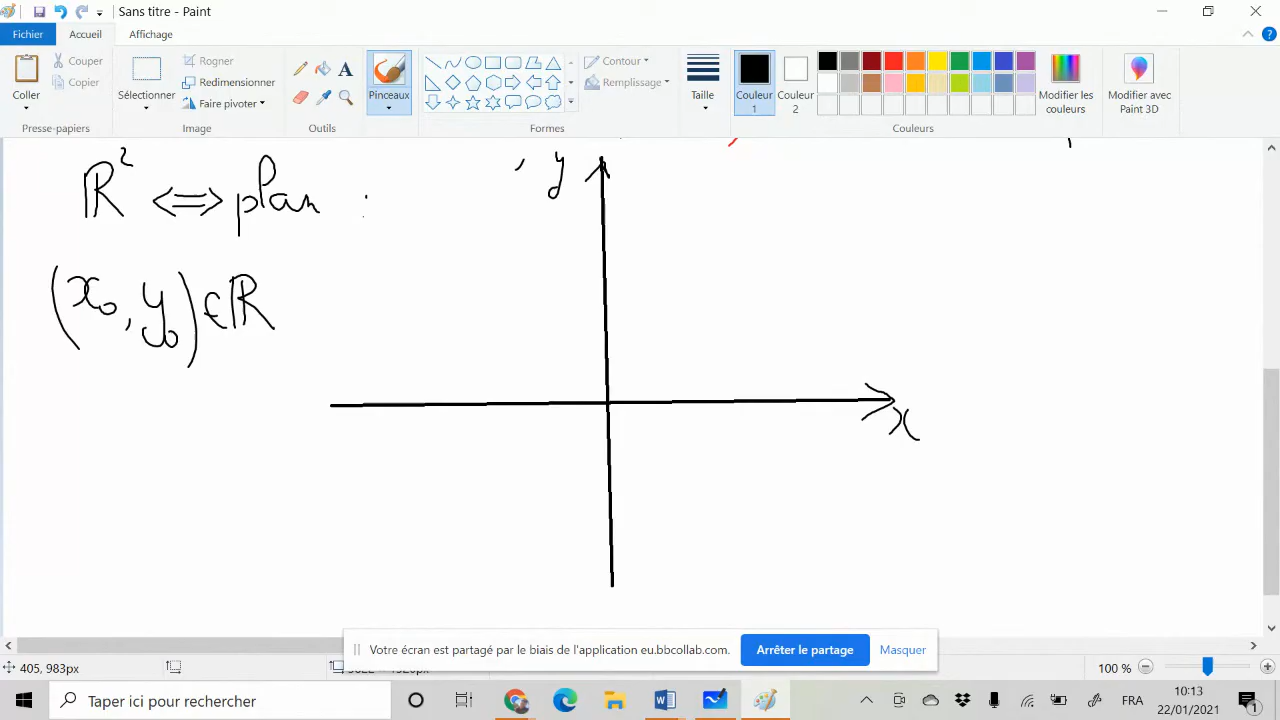 Sans titre - Paint
Fichier Accueil Affichage
Coller
Couper
Copier
Presse-papiers
Sélectionner
Rogner
Redimensionner
Faire pivoter
Image
A
Outils
Pinceaux
Contour
Remplissage
Formes
Taille
Couleur 1
Couleur 2
Modifier les couleurs
Couleurs
Modifier avec Paint 3D
ℝ² ⇔ plan :
y
(x₀, y₀) ∈ ℝ
x
Votre écran est partagé par le biais de l'application eu.bbcollab.com. Arrêter le partage Masquer
405, 983px
100 %
Taper ici pour rechercher
FRA
10:13
22/01/2021
1